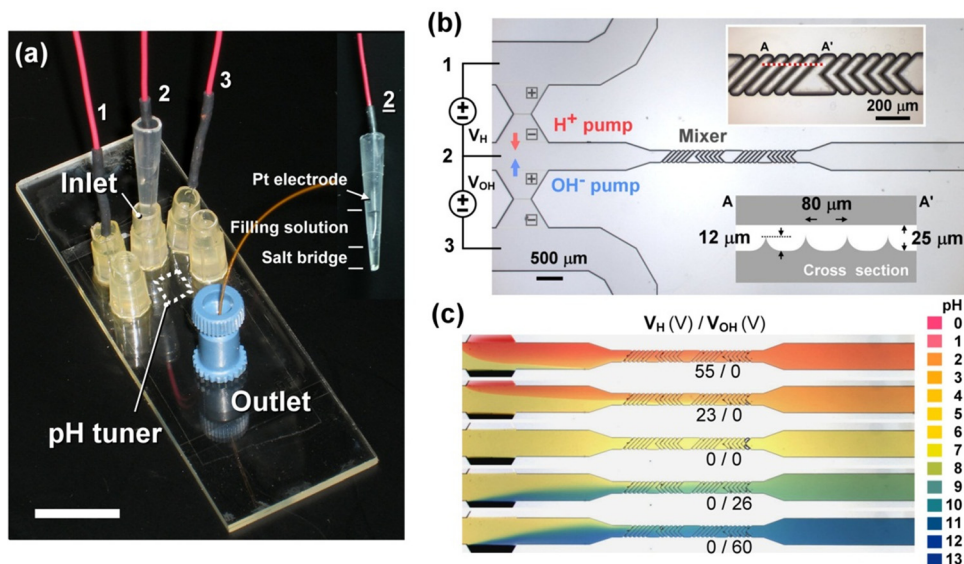 (a)
1
2
3
2
Inlet
Pt electrode
Filling solution
Salt bridge
pH tuner
Outlet
(b)
1
V_H
2
V_OH
3
+
−
H⁺ pump
OH⁻ pump
+
−
Mixer
500 μm
A A'
200 μm
A A'
80 μm
12 μm
25 μm
Cross section
(c)
V_H (V) / V_OH (V)
55 / 0
23 / 0
0 / 0
0 / 26
0 / 60
pH
0
1
2
3
4
5
6
7
8
9
10
11
12
13